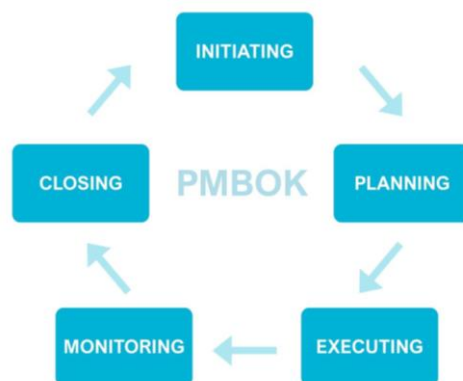 INITIATING
CLOSING
PMBOK
PLANNING
MONITORING
EXECUTING